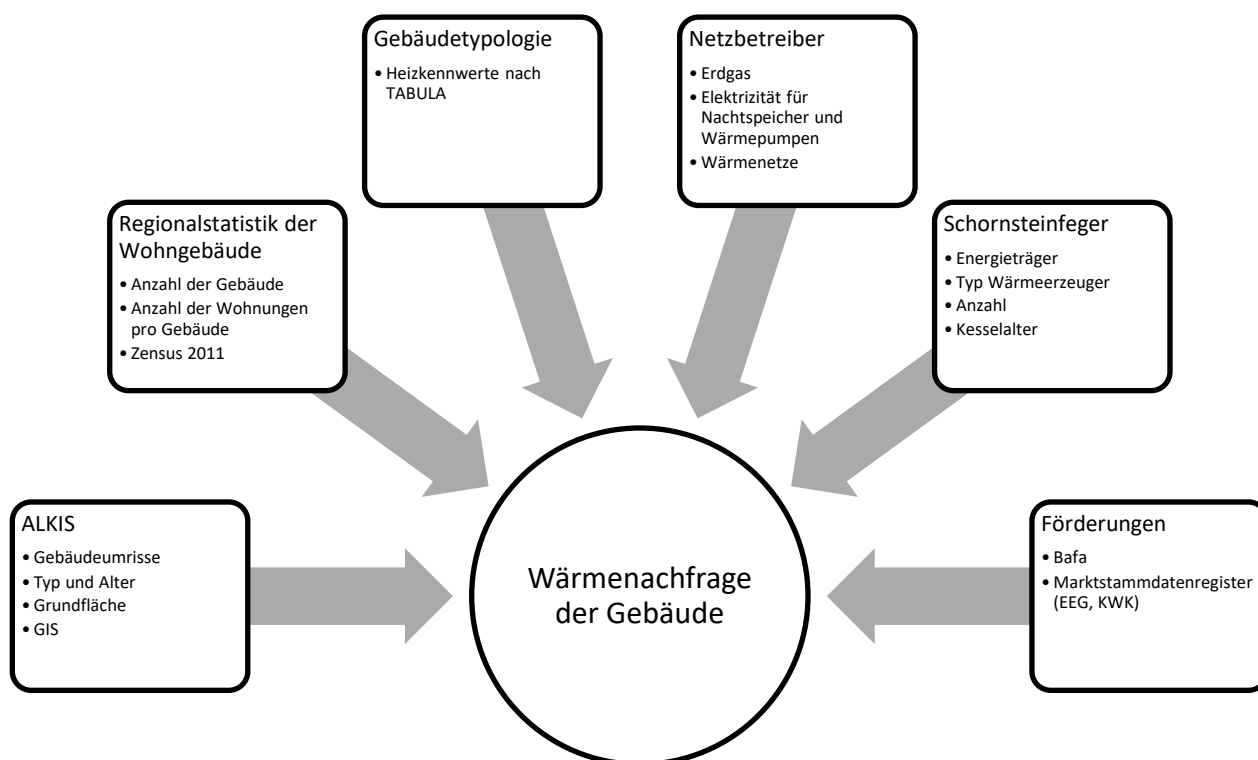 Gebäudetypologie
• Heizkennwerte nach
TABULA
Netzbetreiber
• Erdgas
• Elektrizität für
Nachtspeicher und
Wärmepumpen
• Wärmenetze
Regionalstatistik der
Wohngebäude
• Anzahl der Gebäude
• Anzahl der Wohnungen
pro Gebäude
• Zensus 2011
Schornsteinfeger
• Energieträger
• Typ Wärmeerzeuger
• Anzahl
• Kesselalter
ALKIS
• Gebäudeumrisse
• Typ und Alter
• Grundfläche
• GIS
Wärmenachfrage
der Gebäude
Förderungen
• Bafa
• Marktstammdatenregister
(EEG, KWK)